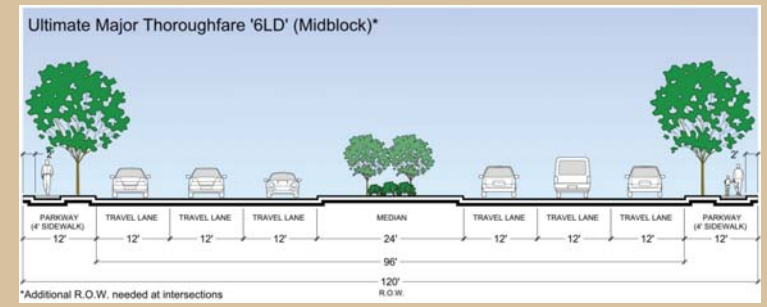 Ultimate Major Thoroughfare '6LD' (Midblock)*
2' 2'
PARKWAY TRAVEL LANE TRAVEL LANE TRAVEL LANE MEDIAN TRAVEL LANE TRAVEL LANE TRAVEL LANE PARKWAY
(4' SIDEWALK) (4' SIDEWALK)
12' 12' 12' 12' 24' 12' 12' 12' 12'
96'
120'
*Additional R.O.W. needed at intersections R.O.W.